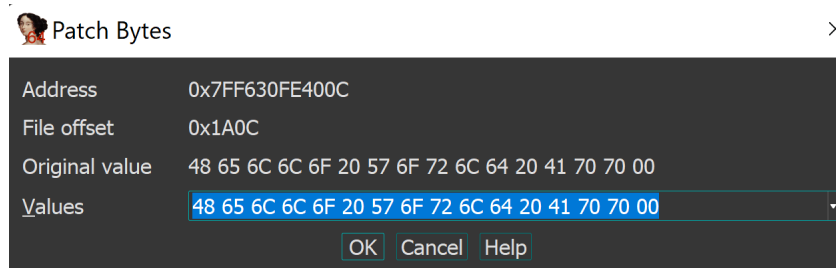 64 Patch Bytes
Address 0x7FF630FE400C
File offset 0x1A0C
Original value 48 65 6C 6C 6F 20 57 6F 72 6C 64 20 41 70 70 00
Values 48 65 6C 6C 6F 20 57 6F 72 6C 64 20 41 70 70 00
OK Cancel Help